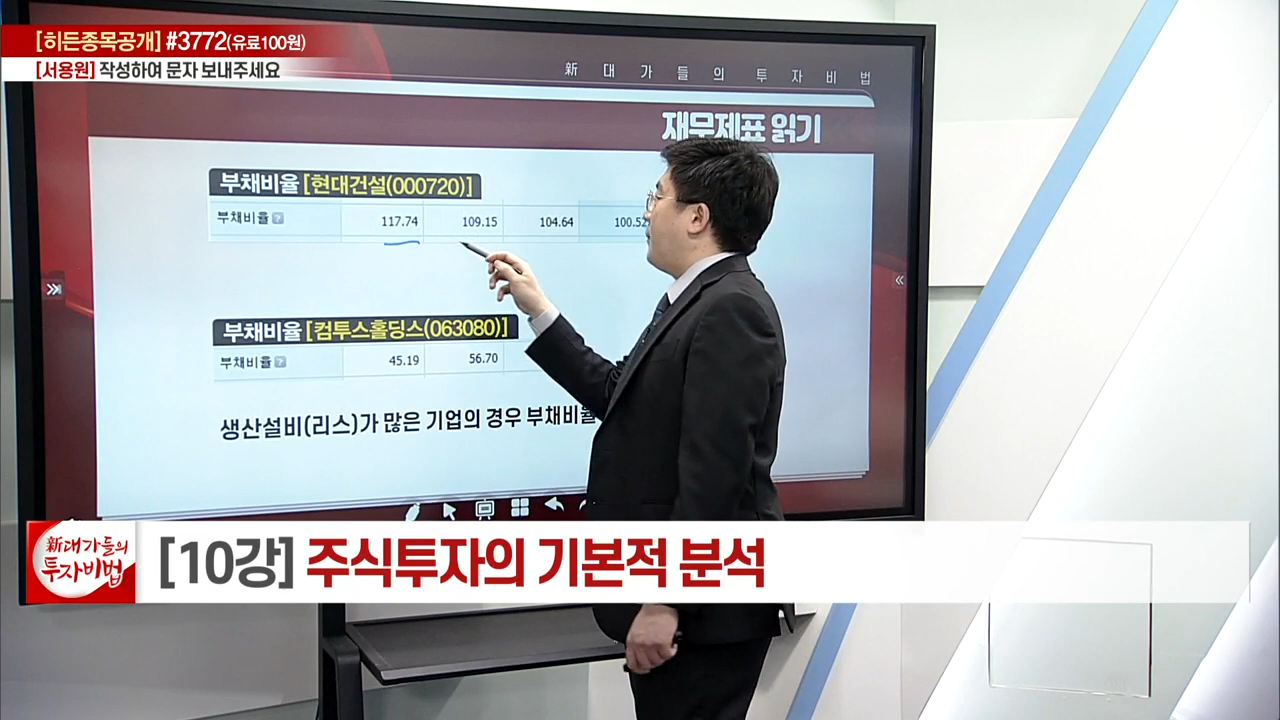 [히든종목공개] #3772(유료100원)
[서용원] 작성하여 문자 보내주세요
新 대 가 들 의 투 자 비 법
재무제표 읽기
부채비율 [현대건설(000720)]
부채비율 ? 117.74 109.15 104.64 100.52
부채비율 [컴투스홀딩스(063080)]
부채비율 ? 45.19 56.70
생산설비(리스)가 많은 기업의 경우 부채비율
新대가들의
투자비법
[10강] 주식투자의 기본적 분석